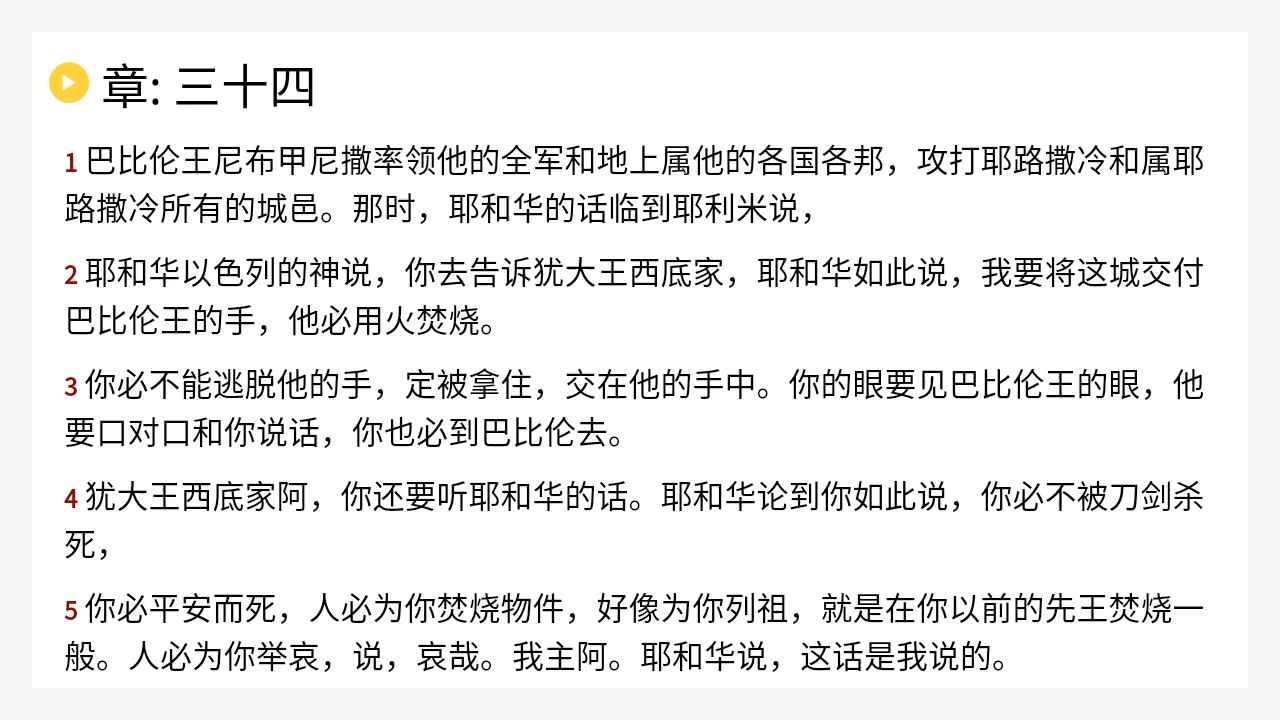 章: 三十四
1 巴比伦王尼布甲尼撒率领他的全军和地上属他的各国各邦，攻打耶路撒冷和属耶
路撒冷所有的城邑。那时，耶和华的话临到耶利米说，
2 耶和华以色列的神说，你去告诉犹大王西底家，耶和华如此说，我要将这城交付
巴比伦王的手，他必用火焚烧。
3 你必不能逃脱他的手，定被拿住，交在他的手中。你的眼要见巴比伦王的眼，他
要口对口和你说话，你也必到巴比伦去。
4 犹大王西底家阿，你还要听耶和华的话。耶和华论到你如此说，你必不被刀剑杀
死，
5 你必平安而死，人必为你焚烧物件，好像为你列祖，就是在你以前的先王焚烧一
般。人必为你举哀，说，哀哉。我主阿。耶和华说，这话是我说的。